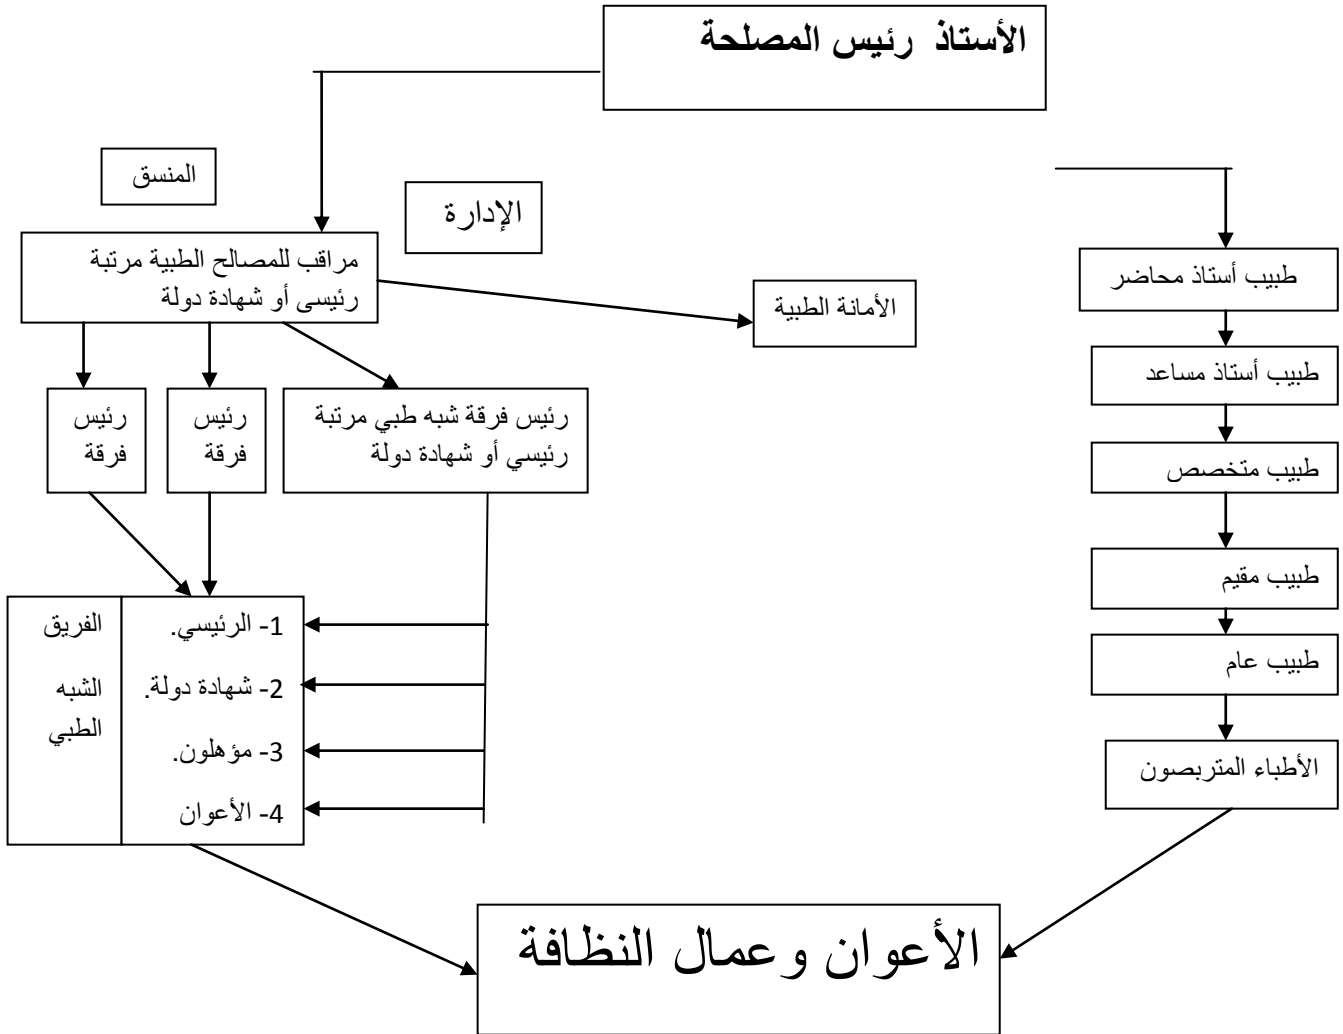 الأستاذ رئيس المصلحة
المنسق
الإدارة
مراقب للمصالح الطبية مرتبة
رئيسى أو شهادة دولة
الأمانة الطبية
طبيب أستاذ محاضر
طبيب أستاذ مساعد
طبيب متخصص
طبيب مقيم
طبيب عام
الأطباء المتربصون
رئيس فرقة شبه طبي مرتبة
رئيسي أو شهادة دولة
رئيس
فرقة
رئيس
فرقة
1- الرئيسي.
2- شهادة دولة.
3- مؤهلون.
4- الأعوان
الفريق
الشبه
الطبي
الأعوان وعمال النظافة